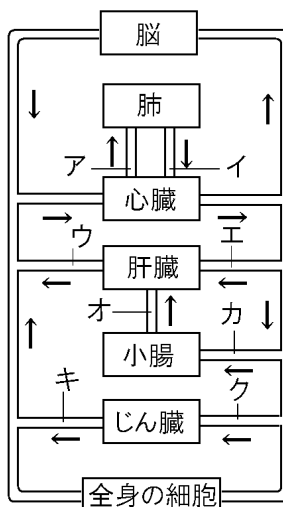 脳
肺
ア
イ
心臓
ウ
エ
肝臓
オ
カ
小腸
キ
ク
じん臓
全身の細胞